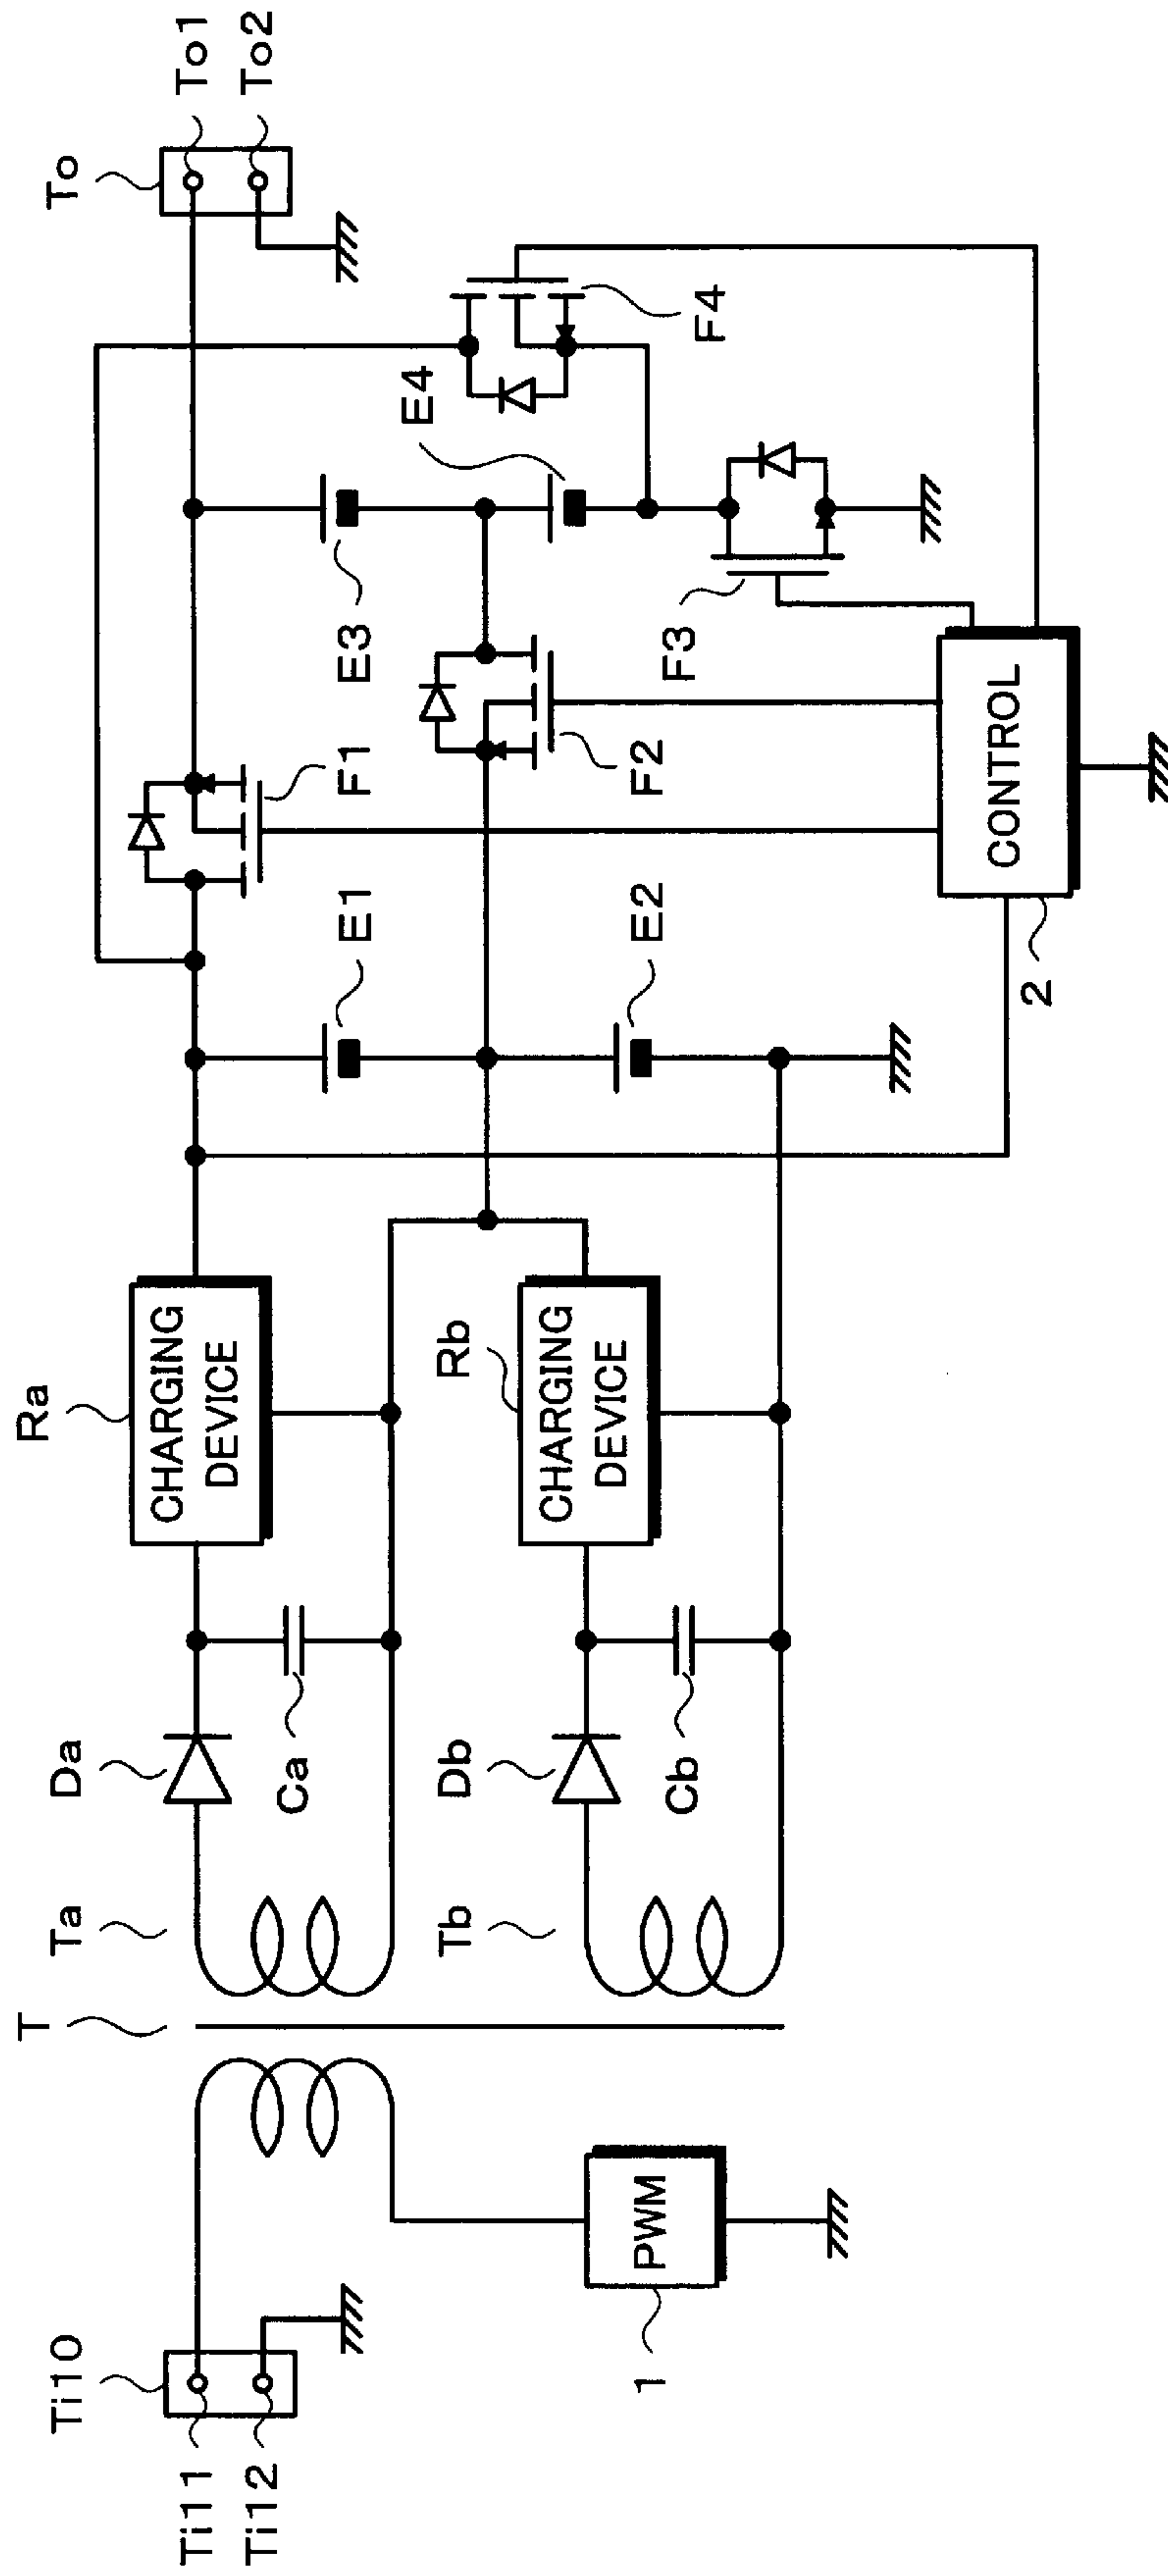 Ti10
Ti11
Ti12
T
Ta
Da
Ca
Ra
CHARGING
DEVICE
Tb
Db
Cb
Rb
CHARGING
DEVICE
PWM
1
E1
E2
F1
F2
E3
E4
F3
F4
CONTROL
2
To
To1
To2